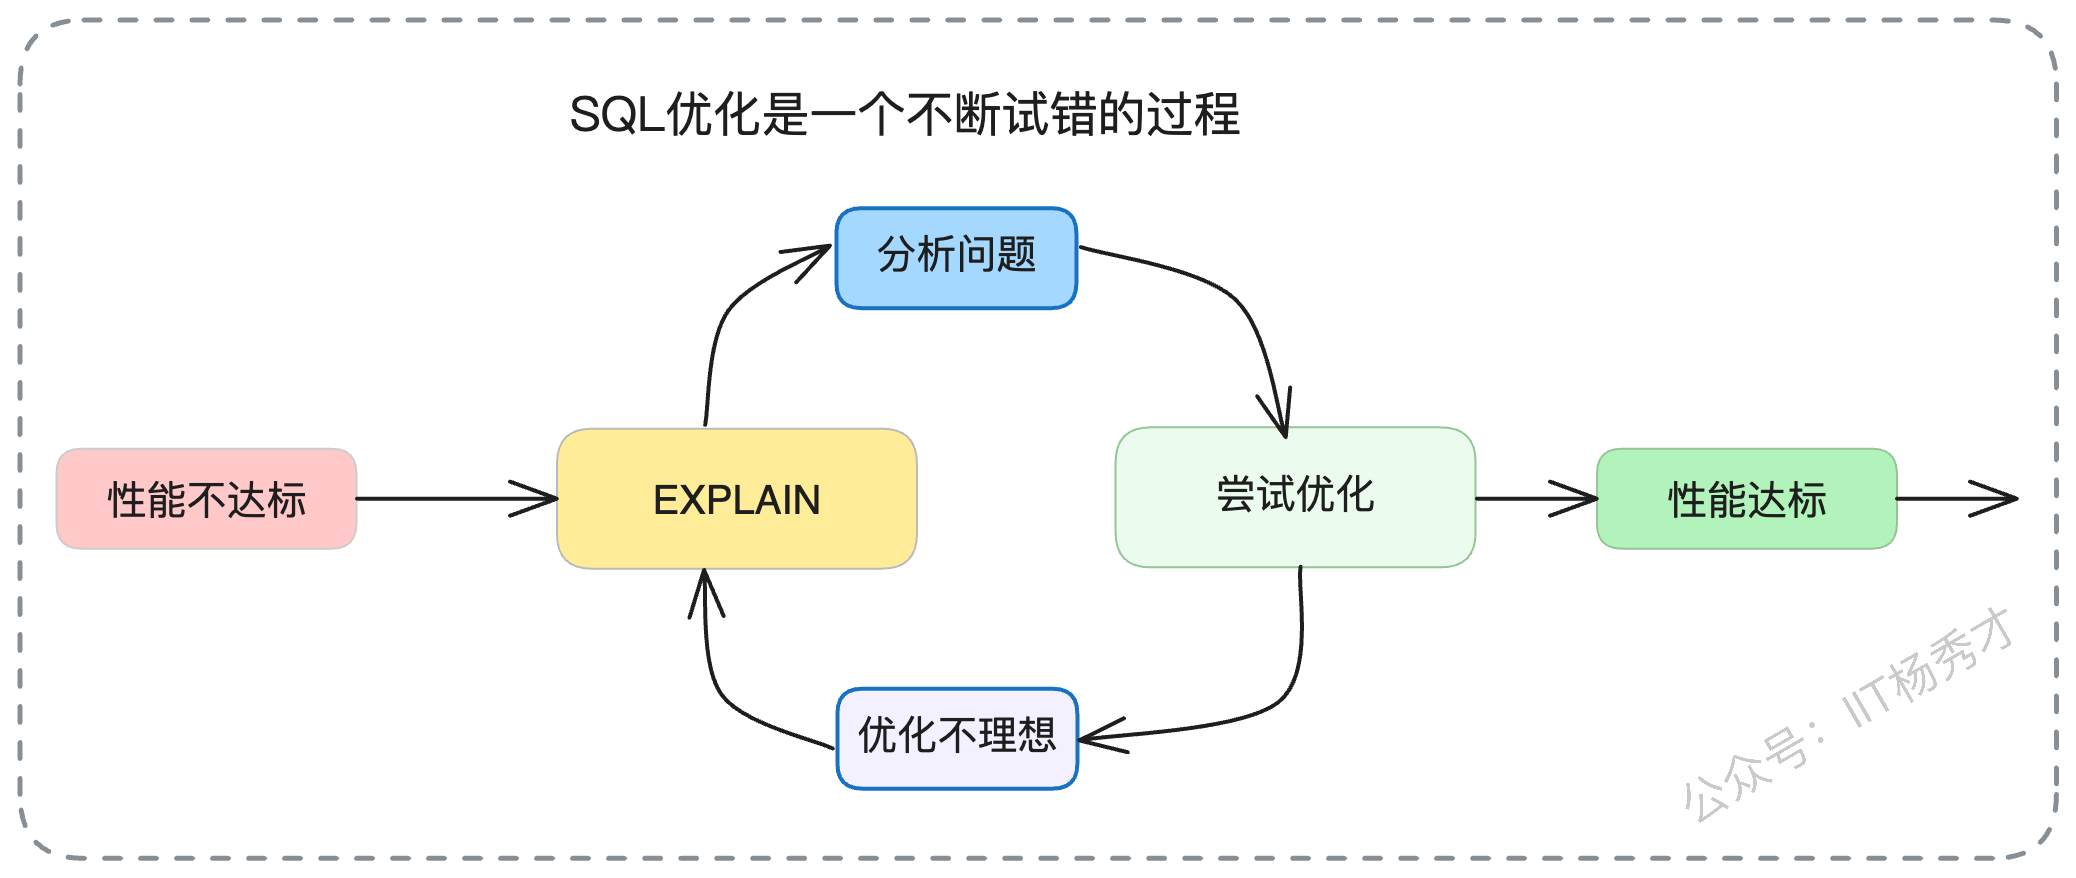 SQL优化是一个不断试错的过程
分析问题
性能不达标
EXPLAIN
尝试优化
性能达标
优化不理想
公众号：IIT杨秀才